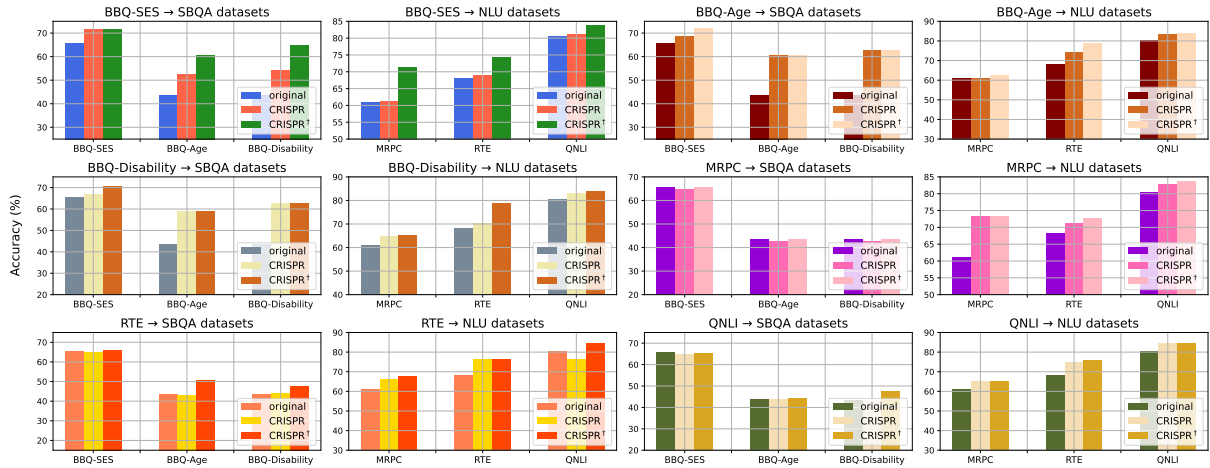 BBQ-SES → SBQA datasets
70
60
50
40
30
original
CRISPR
CRISPR†
BBQ-SES
BBQ-Age
BBQ-Disability
BBQ-SES → NLU datasets
85
80
75
70
65
60
55
50
original
CRISPR
CRISPR†
MRPC
RTE
QNLI
BBQ-Age → SBQA datasets
70
60
50
40
30
original
CRISPR
CRISPR†
BBQ-SES
BBQ-Age
BBQ-Disability
BBQ-Age → NLU datasets
90
80
70
60
50
40
30
original
CRISPR
CRISPR†
MRPC
RTE
QNLI
Accuracy (%)
BBQ-Disability → SBQA datasets
70
60
50
40
30
20
original
CRISPR
CRISPR†
BBQ-SES
BBQ-Age
BBQ-Disability
BBQ-Disability → NLU datasets
90
80
70
60
50
40
original
CRISPR
CRISPR†
MRPC
RTE
QNLI
MRPC → SBQA datasets
70
60
50
40
30
20
original
CRISPR
CRISPR†
BBQ-SES
BBQ-Age
BBQ-Disability
MRPC → NLU datasets
85
80
75
70
65
60
55
50
original
CRISPR
CRISPR†
MRPC
RTE
QNLI
RTE → SBQA datasets
70
60
50
40
30
20
original
CRISPR
CRISPR†
BBQ-SES
BBQ-Age
BBQ-Disability
RTE → NLU datasets
90
80
70
60
50
40
30
original
CRISPR
CRISPR†
MRPC
RTE
QNLI
QNLI → SBQA datasets
70
60
50
40
30
20
original
CRISPR
CRISPR†
BBQ-SES
BBQ-Age
BBQ-Disability
QNLI → NLU datasets
90
80
70
60
50
40
30
original
CRISPR
CRISPR†
MRPC
RTE
QNLI